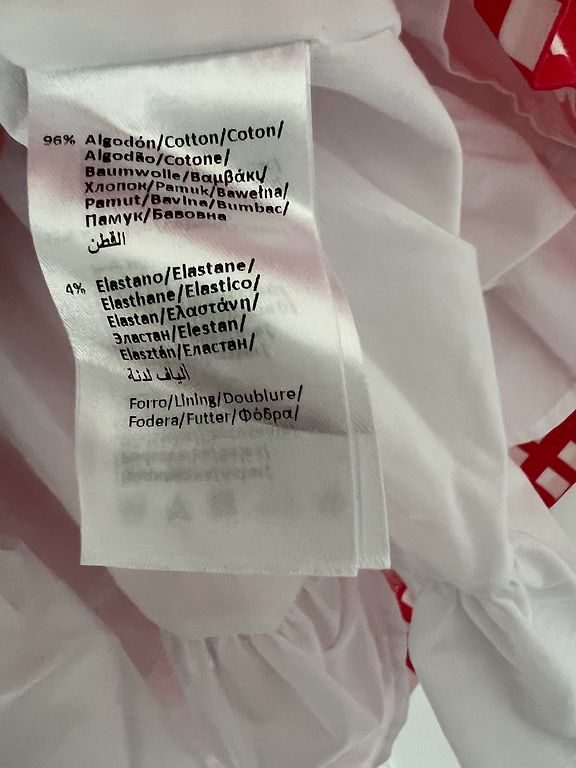 96% Algodón/Cotton/Coton/
Algodão/Cotone/
Baumwolle/Βαμβάκι/
Хлопок/Pamuk/Bawełna/
Pamut/Bavlna/Bumbac/
Памук/Бавовна
القطن
4% Elastano/Elastane/
Elasthane/Elastico/
Elastan/Ελαστάνη/
Эластан/Elestan/
Elasztán/Еластан/
ألياف لدنة
Forro/Lining/Doublure/
Fodera/Futter/Φόδρα/